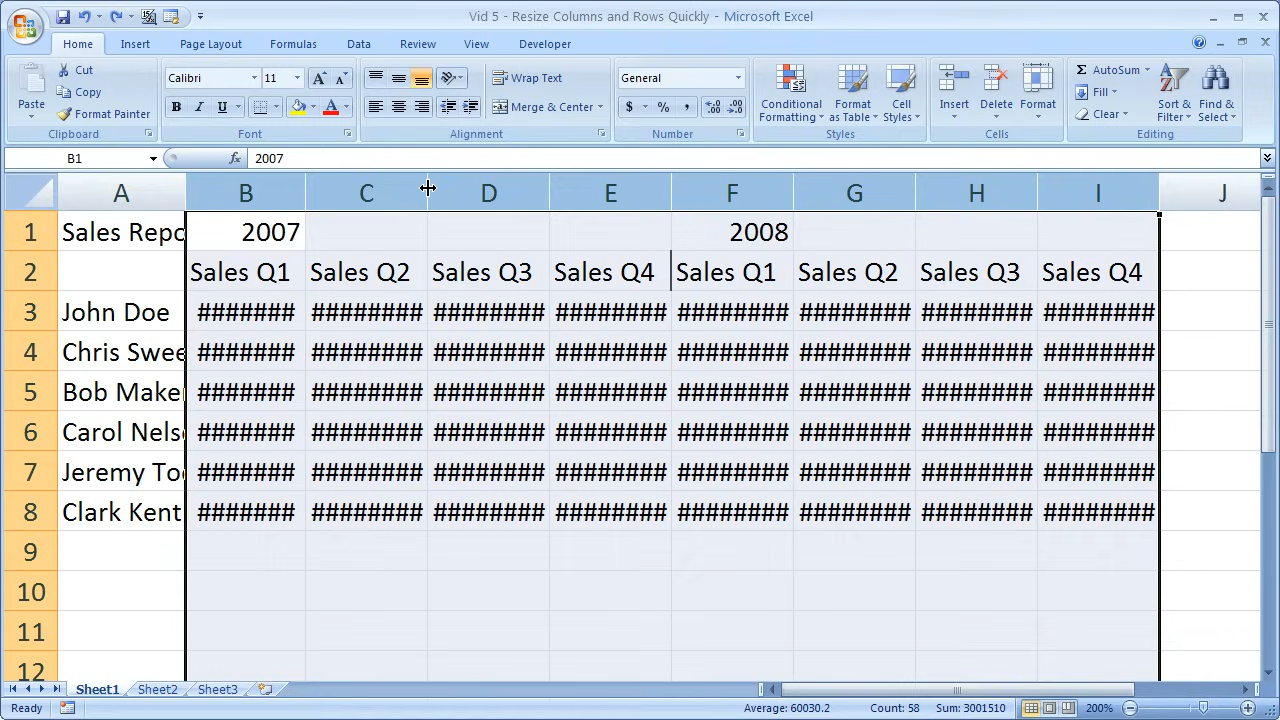 Vid 5 - Resize Columns and Rows Quickly - Microsoft Excel
Home Insert Page Layout Formulas Data Review View Developer
Paste Cut Copy Format Painter Clipboard
Calibri 11 A A B I U A Font
Wrap Text Merge & Center Alignment
General $ % , .00 .00 Number
Conditional Formatting Format as Table Cell Styles Styles
Insert Delete Format Cells
Σ AutoSum Fill Clear Sort & Filter Find & Select Editing
B1 fx 2007
A B C D E F G H I J
1 Sales Repo 2007 2008
2 Sales Q1 Sales Q2 Sales Q3 Sales Q4 Sales Q1 Sales Q2 Sales Q3 Sales Q4
3 John Doe ####### ######## ######## ######## ######## ######## ######## ########
4 Chris Swee ####### ######## ######## ######## ######## ######## ######## ########
5 Bob Make ####### ######## ######## ######## ######## ######## ######## ########
6 Carol Nels ####### ######## ######## ######## ######## ######## ######## ########
7 Jeremy To ####### ######## ######## ######## ######## ######## ######## ########
8 Clark Kent ####### ######## ######## ######## ######## ######## ######## ########
9
10
11
12
Sheet1 Sheet2 Sheet3
Ready Average: 60030.2 Count: 58 Sum: 3001510 200%